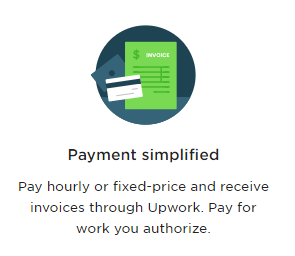 $ INVOICE
Payment simplified
Pay hourly or fixed-price and receive
invoices through Upwork. Pay for
work you authorize.